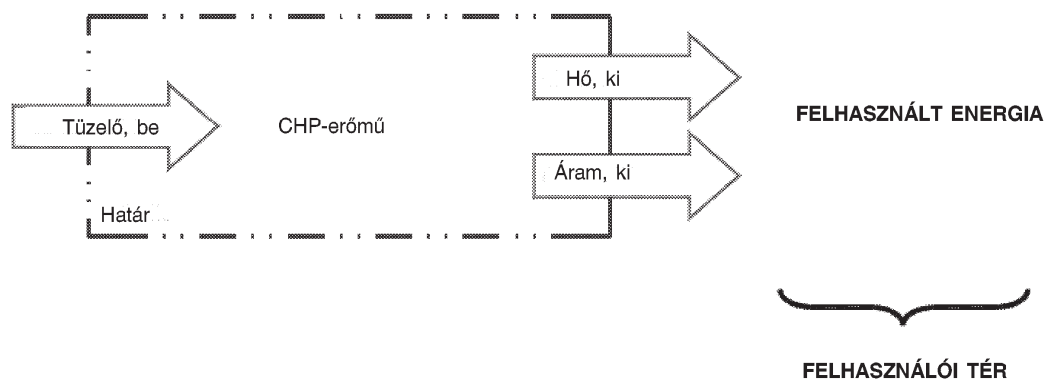 Hő, ki
Tüzelő, be
CHP-erőmű
FELHASZNÁLT ENERGIA
Áram, ki
Határ
FELHASZNÁLÓI TÉR